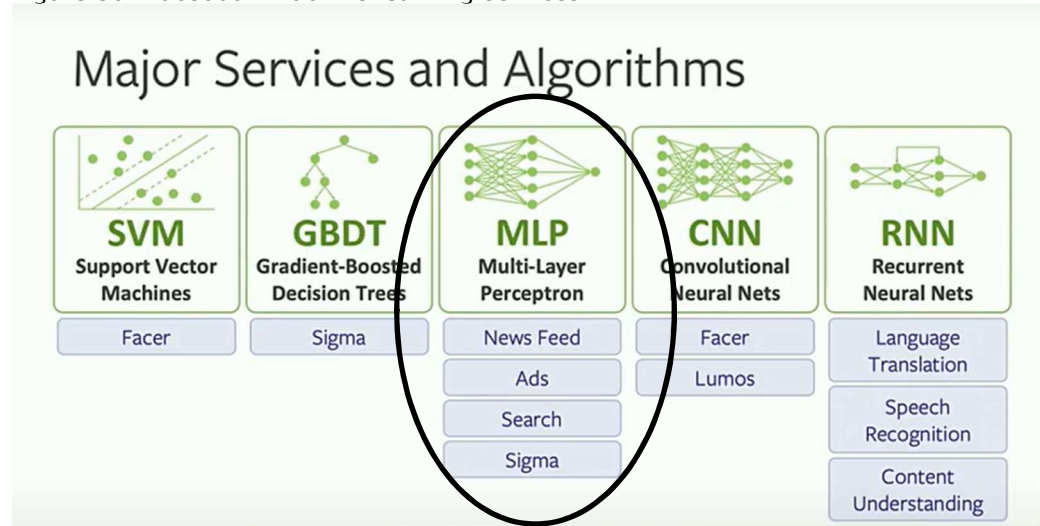 Major Services and Algorithms
SVM
Support Vector
Machines
Facer
GBDT
Gradient-Boosted
Decision Trees
Sigma
MLP
Multi-Layer
Perceptron
News Feed
Ads
Search
Sigma
CNN
Convolutional
Neural Nets
Facer
Lumos
RNN
Recurrent
Neural Nets
Language
Translation
Speech
Recognition
Content
Understanding